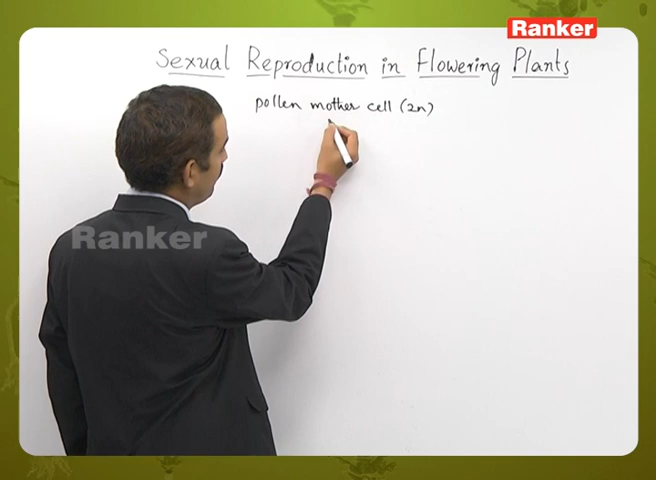 Ranker
Sexual Reproduction in Flowering Plants
pollen mother cell (2n)
Ranker